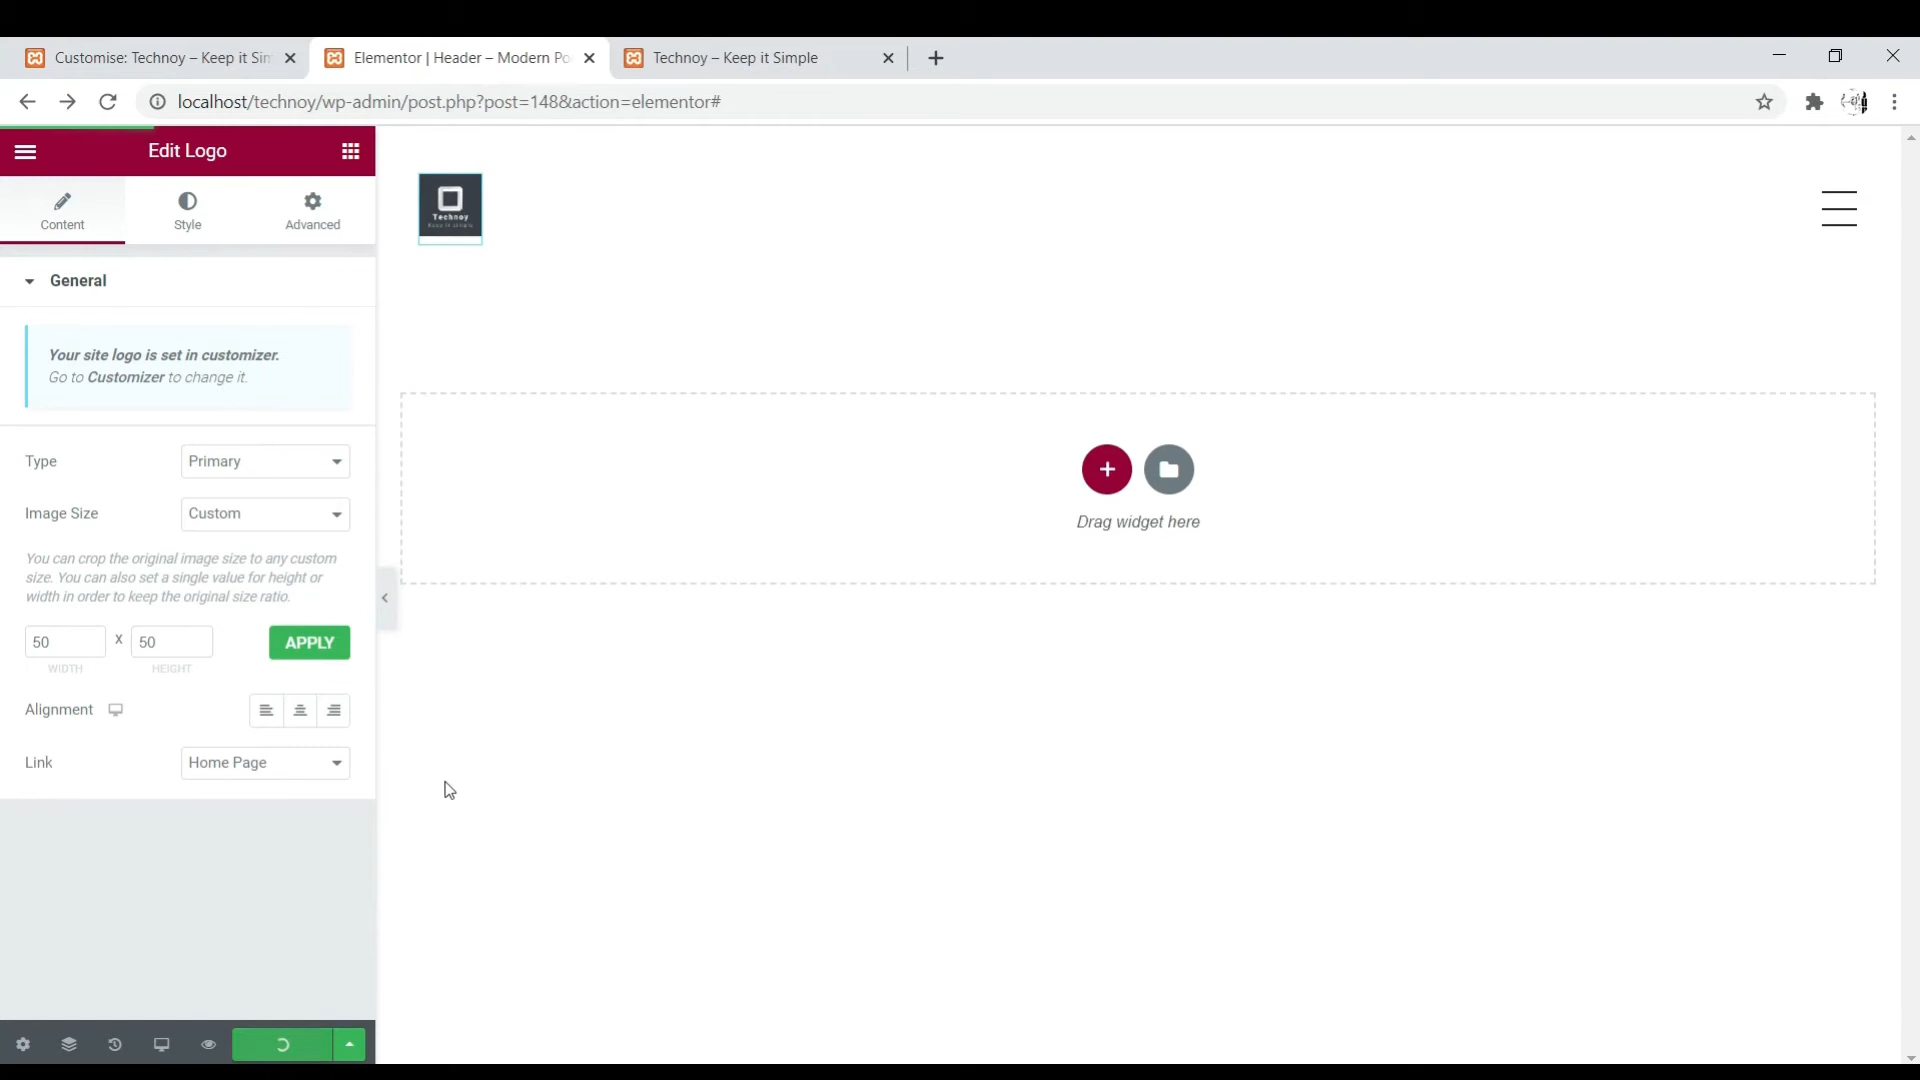 Customise: Technoy – Keep it Sim
Elementor | Header – Modern Po
Technoy – Keep it Simple
localhost/technoy/wp-admin/post.php?post=148&action=elementor#
Edit Logo
Content
Style
Advanced
General
Your site logo is set in customizer.
Go to Customizer to change it.
Type
Primary
Image Size
Custom
You can crop the original image size to any custom
size. You can also set a single value for height or
width in order to keep the original size ratio.
50
x
50
APPLY
WIDTH
HEIGHT
Alignment
Link
Home Page
Technoy
Keep it simple
Drag widget here